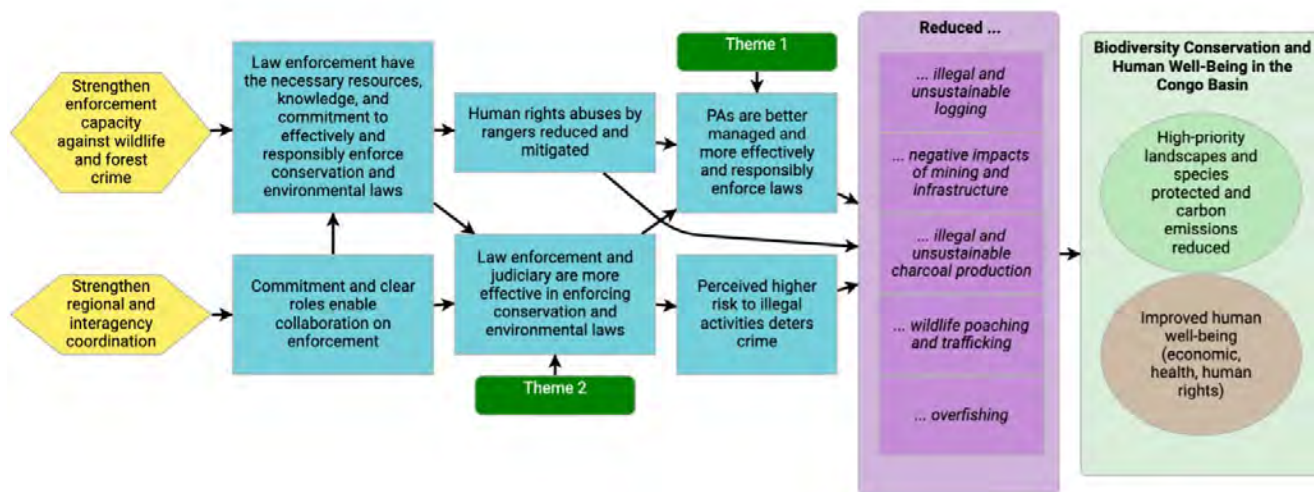 Strengthen
enforcement
capacity
against wildlife
and forest
crime
Strengthen
regional and
interagency
coordination
Law enforcement have
the necessary resources,
knowledge, and
commitment to
effectively and
responsibly enforce
conservation and
environmental laws
Commitment and clear
roles enable
collaboration on
enforcement
Human rights abuses by
rangers reduced and
mitigated
Law enforcement and
judiciary are more
effective in enforcing
conservation and
environmental laws
Theme 2
Theme 1
PAs are better
managed and
more effectively
and responsibly
enforce laws
Perceived higher
risk to illegal
activities deters
crime
Reduced ...
... illegal and
unsustainable
logging
... negative impacts
of mining and
infrastructure
... illegal and
unsustainable
charcoal production
... wildlife poaching
and trafficking
... overfishing
Biodiversity Conservation and
Human Well-Being in the
Congo Basin
High-priority
landscapes and
species
protected and
carbon
emissions
reduced
Improved human
well-being
(economic,
health, human
rights)